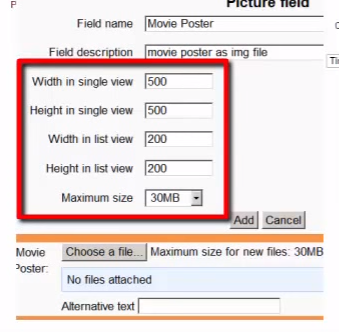 P
Picture field
Field name Movie Poster
Field description movie poster as img file
Width in single view 500
Height in single view 500
Width in list view 200
Height in list view 200
Maximum size 30MB
Add Cancel
Movie Poster: Choose a file... Maximum size for new files: 30MB
No files attached
Alternative text